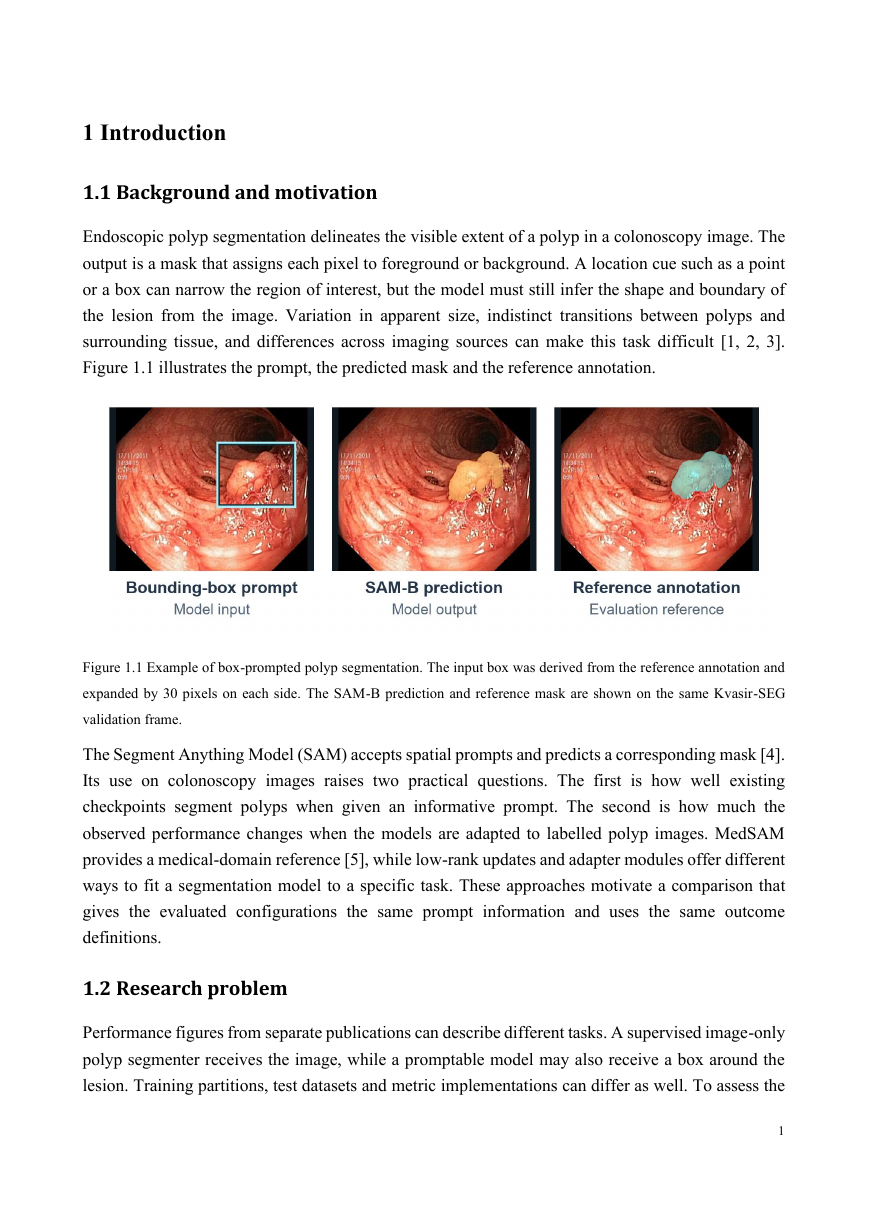 1 Introduction
1.1 Background and motivation
Endoscopic polyp segmentation delineates the visible extent of a polyp in a colonoscopy image. The
output is a mask that assigns each pixel to foreground or background. A location cue such as a point
or a box can narrow the region of interest, but the model must still infer the shape and boundary of
the lesion from the image. Variation in apparent size, indistinct transitions between polyps and
surrounding tissue, and differences across imaging sources can make this task difficult [1, 2, 3].
Figure 1.1 illustrates the prompt, the predicted mask and the reference annotation.
Bounding-box prompt
Model input
SAM-B prediction
Model output
Reference annotation
Evaluation reference
Figure 1.1 Example of box-prompted polyp segmentation. The input box was derived from the reference annotation and
expanded by 30 pixels on each side. The SAM-B prediction and reference mask are shown on the same Kvasir-SEG
validation frame.
The Segment Anything Model (SAM) accepts spatial prompts and predicts a corresponding mask [4].
Its use on colonoscopy images raises two practical questions. The first is how well existing
checkpoints segment polyps when given an informative prompt. The second is how much the
observed performance changes when the models are adapted to labelled polyp images. MedSAM
provides a medical-domain reference [5], while low-rank updates and adapter modules offer different
ways to fit a segmentation model to a specific task. These approaches motivate a comparison that
gives the evaluated configurations the same prompt information and uses the same outcome
definitions.
1.2 Research problem
Performance figures from separate publications can describe different tasks. A supervised image-only
polyp segmenter receives the image, while a promptable model may also receive a box around the
lesion. Training partitions, test datasets and metric implementations can differ as well. To assess the
1